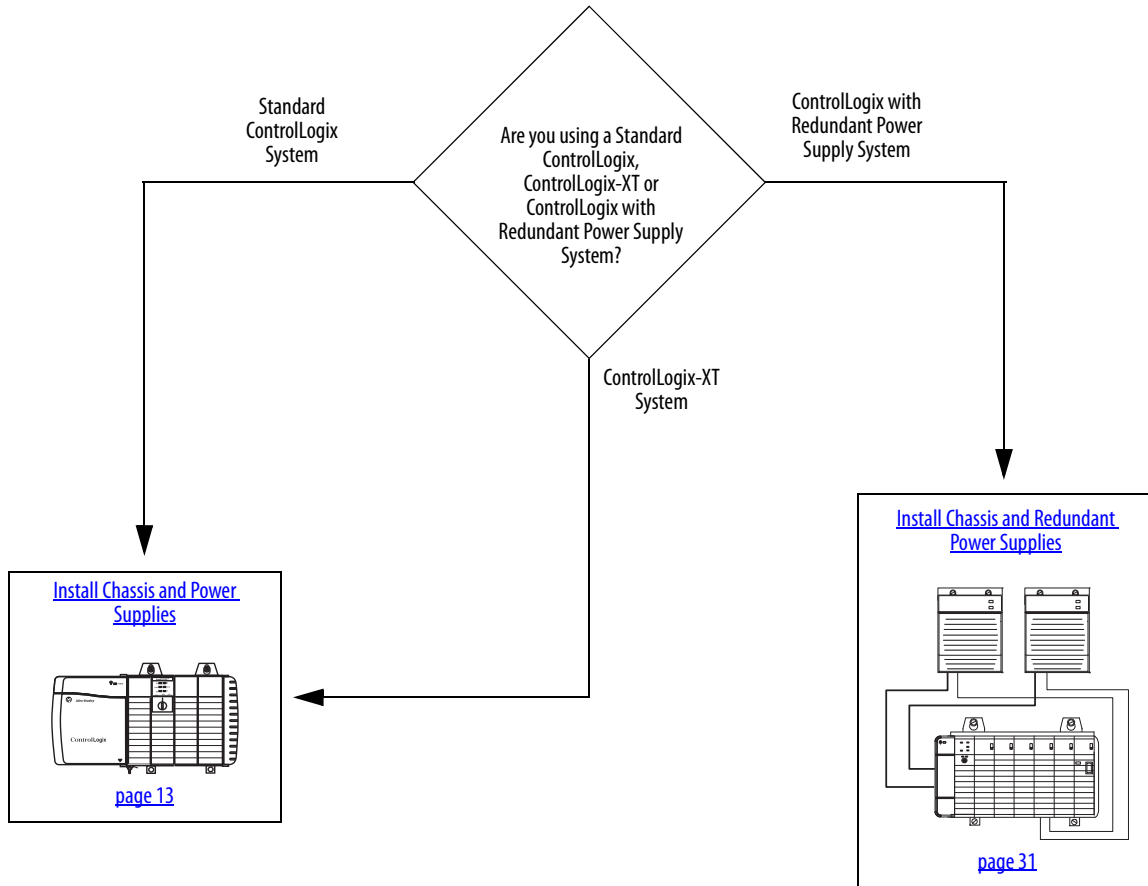 Standard
ControlLogix
System
Are you using a Standard
ControlLogix,
ControlLogix-XT or
ControlLogix with
Redundant Power Supply
System?
ControlLogix with
Redundant Power
Supply System
ControlLogix-XT
System
Install Chassis and Power
Supplies
ControlLogix
page 13
Install Chassis and Redundant
Power Supplies
page 31